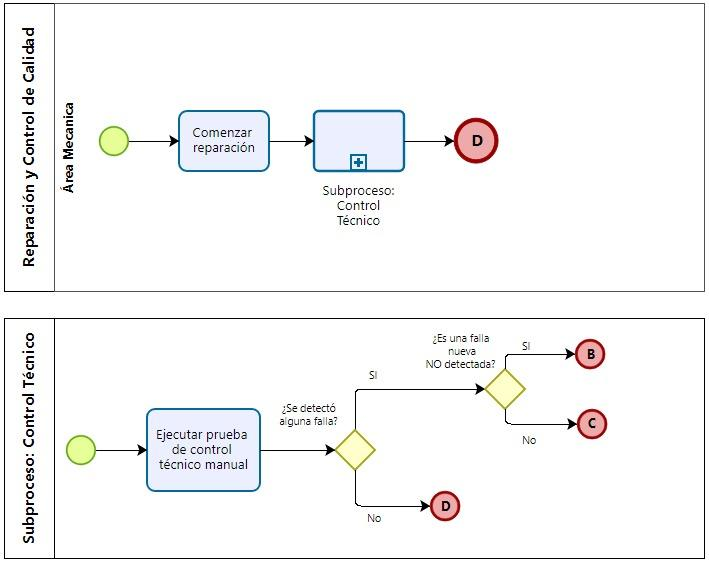 Reparación y Control de Calidad
Área Mecanica
Comenzar
reparación
Subproceso:
Control
Técnico
D
Subproceso: Control Técnico
Ejecutar prueba
de control
técnico manual
¿Se detectó
alguna falla?
SI
No
D
¿Es una falla
nueva
NO detectada?
SI
B
No
C